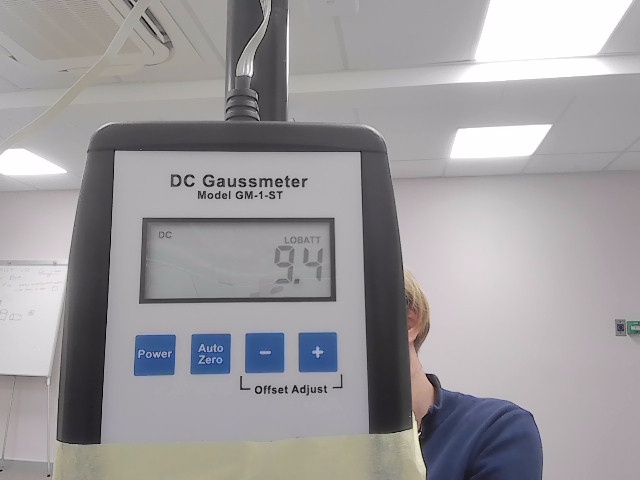 DC Gaussmeter
Model GM-1-ST
DC
LOBATT
9.4
Power
Auto
Zero
−
+
Offset Adjust